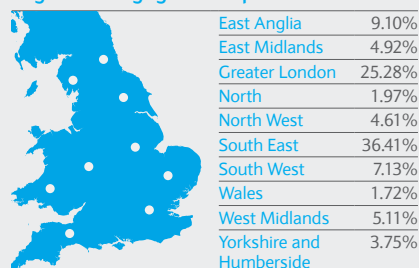 East Anglia 9.10%
East Midlands 4.92%
Greater London 25.28%
North 1.97%
North West 4.61%
South East 36.41%
South West 7.13%
Wales 1.72%
West Midlands 5.11%
Yorkshire and 3.75%
Humberside